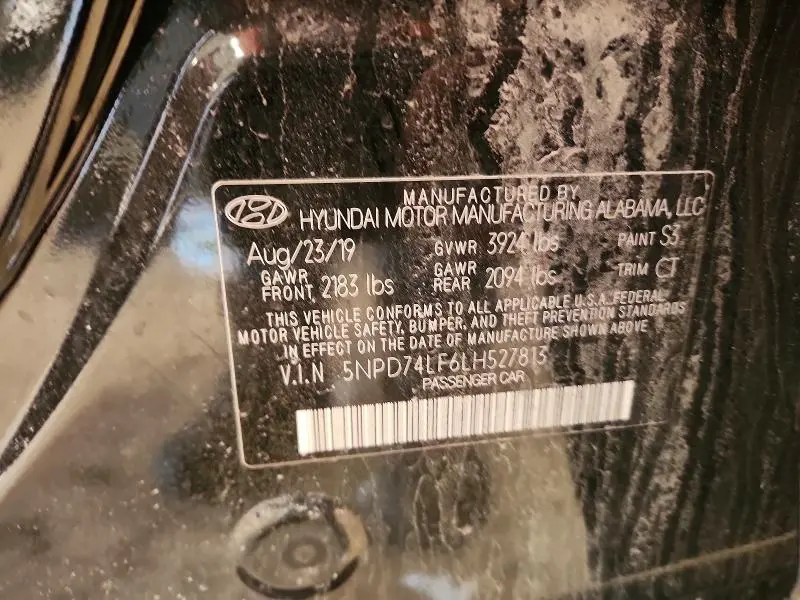 MANUFACTURED BY
HYUNDAI MOTOR MANUFACTURING ALABAMA, LLC
Aug/23/19 GVWR 3924 lbs PAINT S3
GAWR FRONT 2183 lbs GAWR REAR 2094 lbs TRIM CT
THIS VEHICLE CONFORMS TO ALL APPLICABLE U.S.A. FEDERAL
MOTOR VEHICLE SAFETY, BUMPER, AND THEFT PREVENTION STANDARDS
IN EFFECT ON THE DATE OF MANUFACTURE SHOWN ABOVE
V.I.N 5NPD74LF6LH527813
PASSENGER CAR